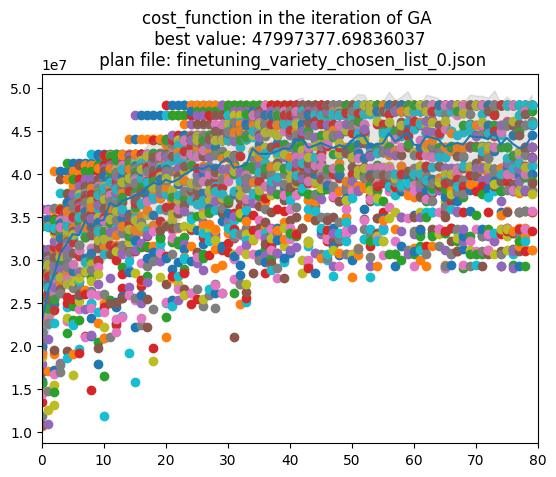 cost_function in the iteration of GA
best value: 47997377.69836037
plan file: finetuning_variety_chosen_list_0.json
1e7
5.0
4.5
4.0
3.5
3.0
2.5
2.0
1.5
1.0
0 10 20 30 40 50 60 70 80